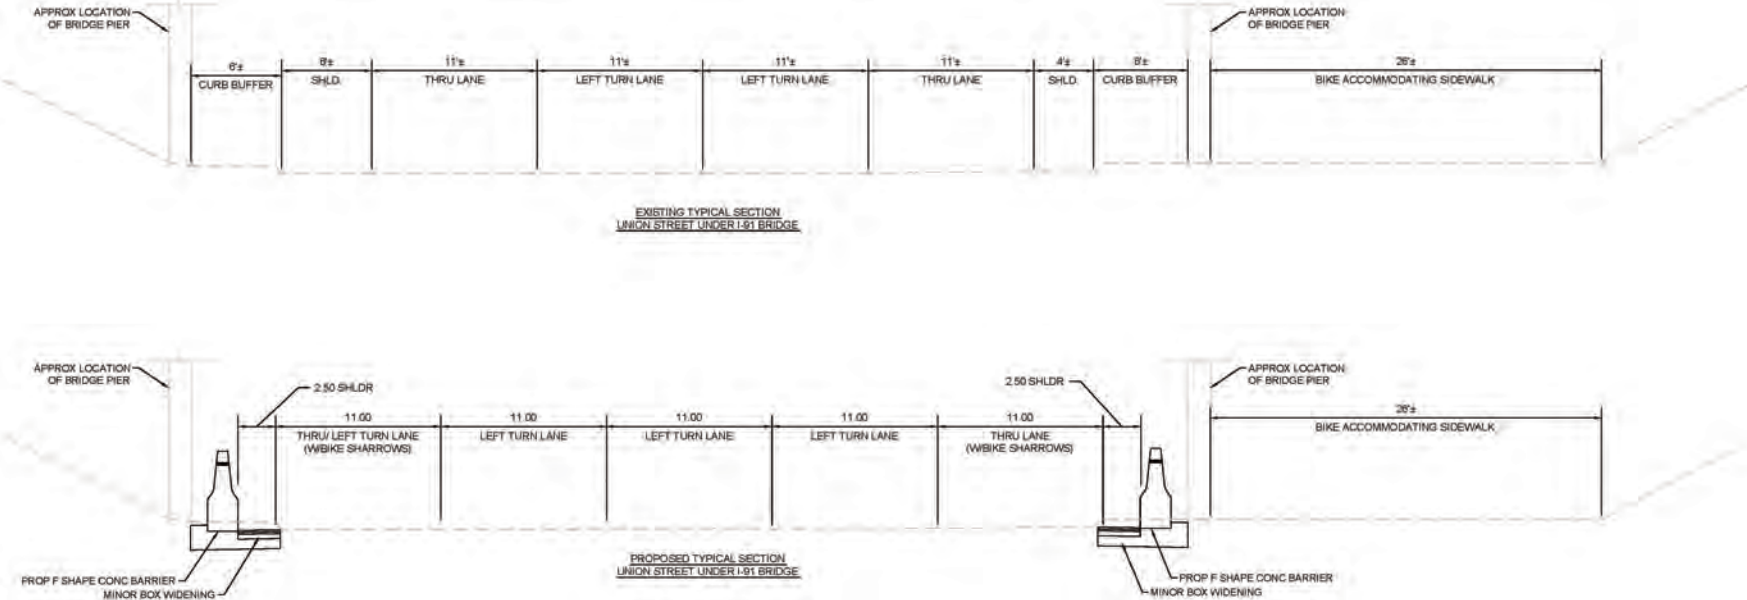 APPROX LOCATION
OF BRIDGE PIER
APPROX LOCATION
OF BRIDGE PIER
6'±
CURB BUFFER
6'±
SHLD.
11'±
THRU LANE
11'±
LEFT TURN LANE
11'±
LEFT TURN LANE
11'±
THRU LANE
4'±
SHLD.
CURB BUFFER
26'±
BIKE ACCOMMODATING SIDEWALK
EXISTING TYPICAL SECTION
UNION STREET UNDER I-91 BRIDGE
APPROX LOCATION
OF BRIDGE PIER
APPROX LOCATION
OF BRIDGE PIER
2.50 SHLDR
2.50 SHLDR
11.00
THRU/ LEFT TURN LANE
(W/BIKE SHARROWS)
11.00
LEFT TURN LANE
11.00
LEFT TURN LANE
11.00
LEFT TURN LANE
11.00
THRU LANE
(W/BIKE SHARROWS)
26'±
BIKE ACCOMMODATING SIDEWALK
PROPOSED TYPICAL SECTION
UNION STREET UNDER I-91 BRIDGE
PROP F SHAPE CONC BARRIER
MINOR BOX WIDENING
PROP F SHAPE CONC BARRIER
MINOR BOX WIDENING